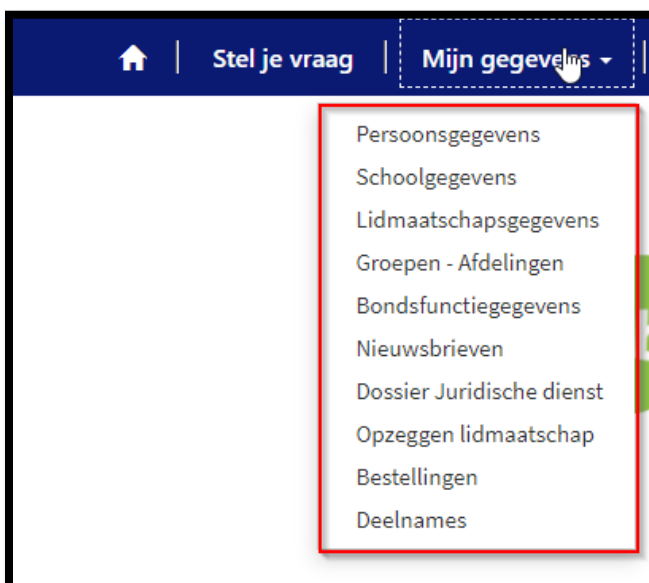 Stel je vraag
Mijn gegevens
Persoonsgegevens
Schoolgegevens
Lidmaatschapsgegevens
Groepen - Afdelingen
Bondsfunctiegegevens
Nieuwsbrieven
Dossier Juridische dienst
Opzeggen lidmaatschap
Bestellingen
Deelnames